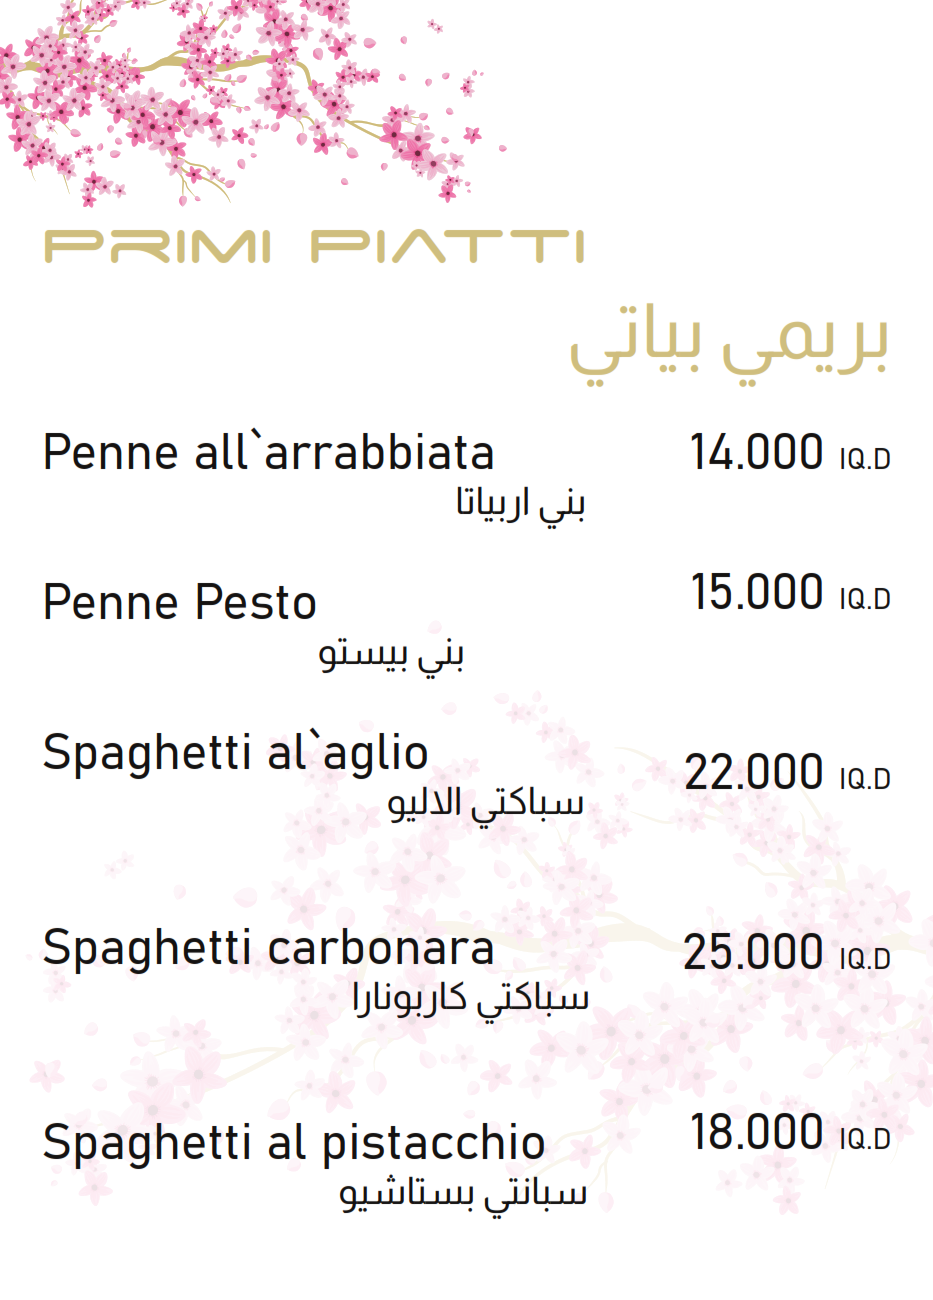 PRIMI PIATTI
بريمي بياتي
Penne all`arrabbiata 14.000 IQ.D
بني اربياتا
Penne Pesto 15.000 IQ.D
بني بيستو
Spaghetti al`aglio 22.000 IQ.D
سباكتي الاليو
Spaghetti carbonara 25.000 IQ.D
سباكتي كاربونارا
Spaghetti al pistacchio 18.000 IQ.D
سبانتي بستاشيو